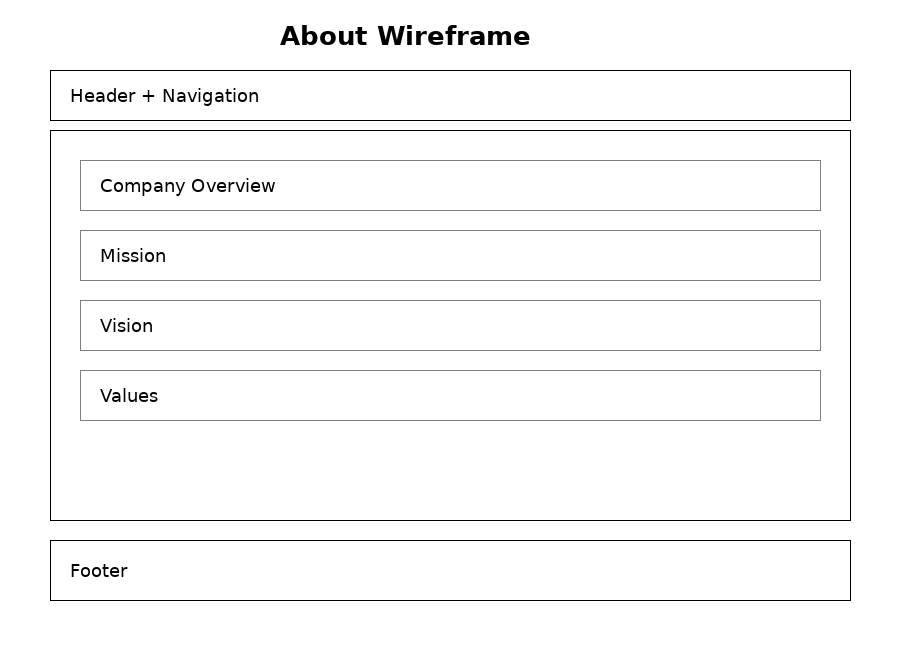 About Wireframe
Header + Navigation
Company Overview
Mission
Vision
Values
Footer